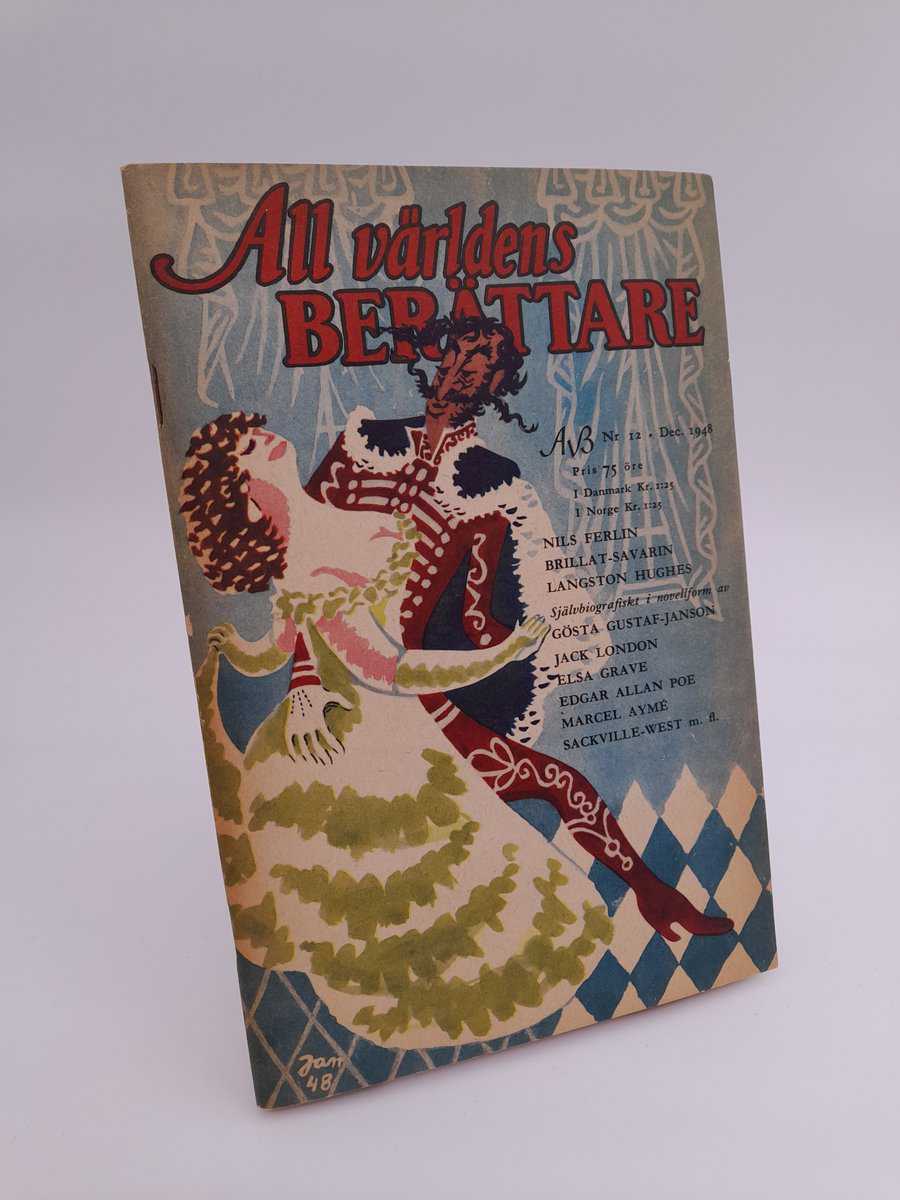 All världens
BERÄTTARE
AvB Nr 12 • Dec. 1948
Pris 75 öre
I Danmark Kr. 1:25
I Norge Kr. 1:25
NILS FERLIN
BRILLAT-SAVARIN
LANGSTON HUGHES
Självbiografiskt i novellform av
GÖSTA GUSTAF-JANSON
JACK LONDON
ELSA GRAVE
EDGAR ALLAN POE
MARCEL AYMÉ
SACKVILLE-WEST m. fl.
Jan
48